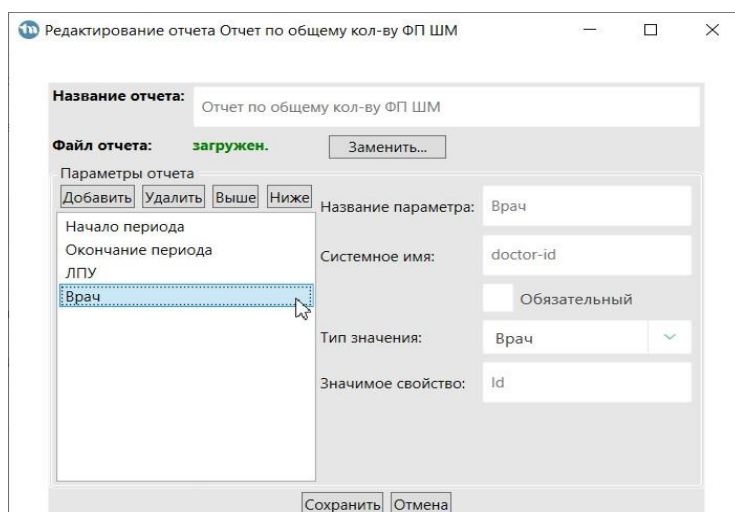 Редактирование отчета Отчет по общему кол-ву ФП ШМ
Название отчета: Отчет по общему кол-ву ФП ШМ
Файл отчета: загружен. Заменить...
Параметры отчета
Добавить Удалить Выше Ниже
Начало периода
Окончание периода
ЛПУ
Врач
Название параметра: Врач
Системное имя: doctor-id
Обязательный
Тип значения: Врач
Значимое свойство: Id
Сохранить Отмена